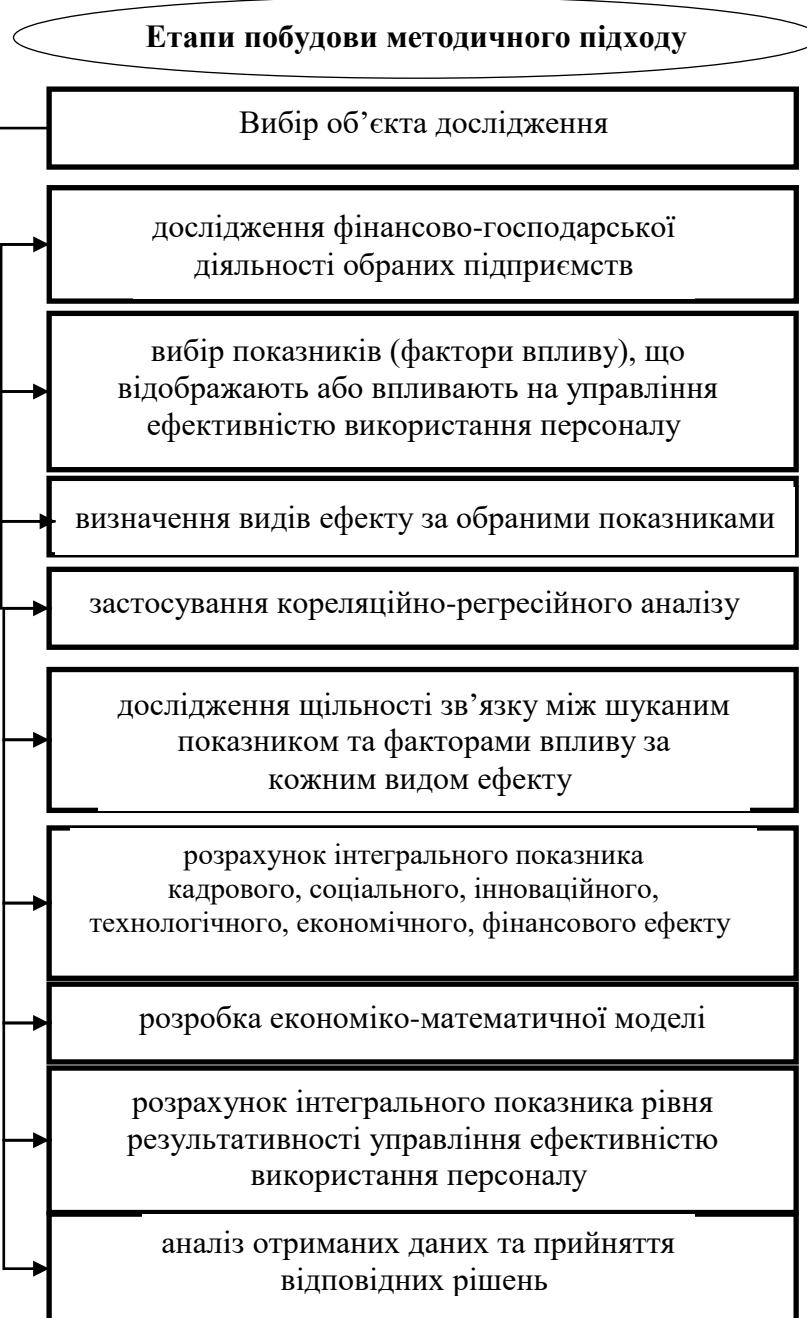 Етапи побудови методичного підходу
Вибір об’єкта дослідження
дослідження фінансово-господарської
діяльності обраних підприємств
вибір показників (фактори впливу), що
відображають або впливають на управління
ефективністю використання персоналу
визначення видів ефекту за обраними показниками
застосування кореляційно-регресійного аналізу
дослідження щільності зв’язку між шуканим
показником та факторами впливу за
кожним видом ефекту
розрахунок інтегрального показника
кадрового, соціального, інноваційного,
технологічного, економічного, фінансового ефекту
розробка економіко-математичної моделі
розрахунок інтегрального показника рівня
результативності управління ефективністю
використання персоналу
аналіз отриманих даних та прийняття
відповідних рішень